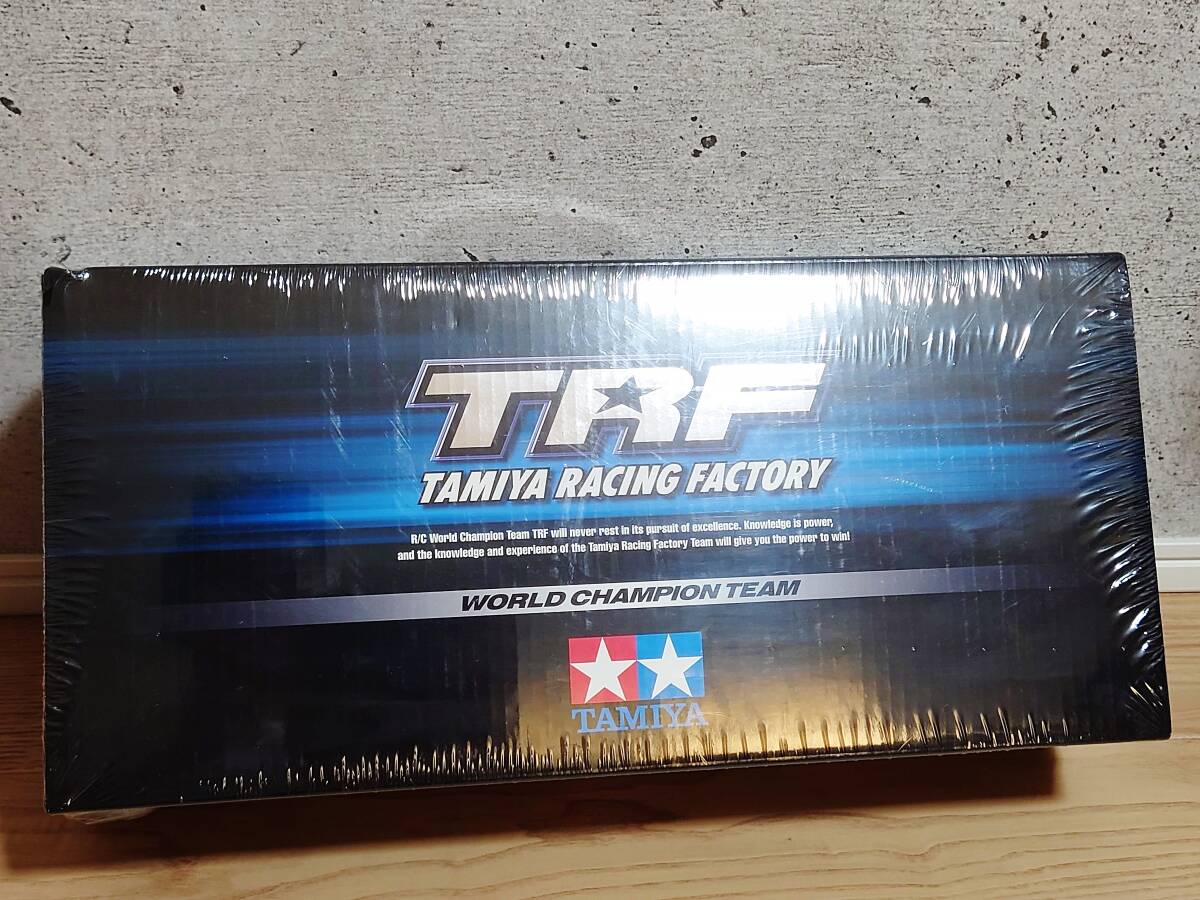 TRF
TAMIYA RACING FACTORY
R/C World Champion Team TRF will never rest in its pursuit of excellence. Knowledge is power,
and the knowledge and experience of the Tamiya Racing Factory Team will give you the power to win!
WORLD CHAMPION TEAM
TAMIYA